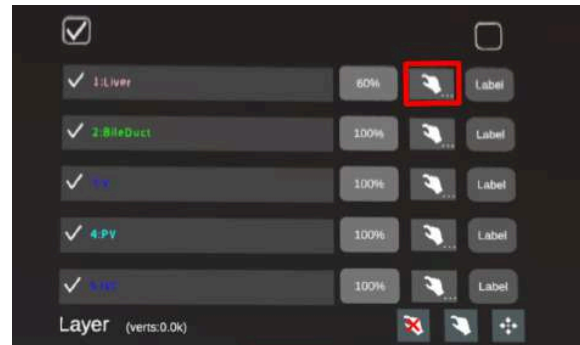 1:Liver 60% ... Label
2:BileDuct 100% ... Label
100% ... Label
4:PV 100% ... Label
100% ... Label
Layer (verts:0.0k)